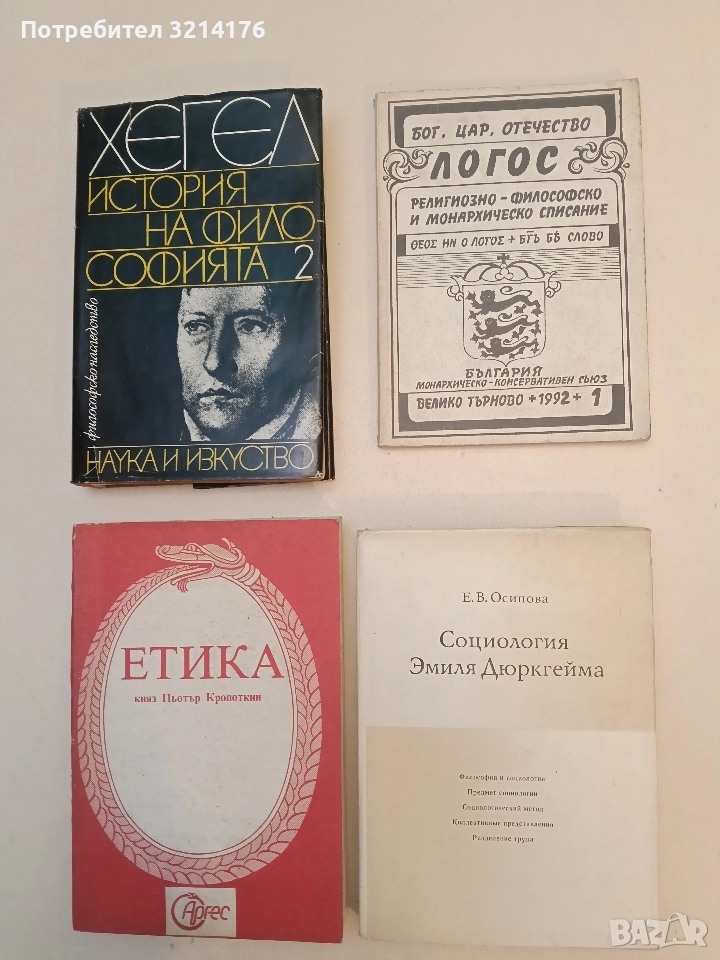 Потребител 3214176
ХЕГЕЛ
ИСТОРИЯ
НА ФИЛО-
СОФИЯТА 2
философско наследство
НАУКА И ИЗКУСТВО
БОГ, ЦАР, ОТЕЧЕСТВО
ЛОГОС
РЕЛИГИОЗНО-ФИЛОСОФСКО
И МОНАРХИЧЕСКО СПИСАНИЕ
ΘΕΟΣ ΗΝ Ο ΛΟΓΟΣ + БГЪ БѢ СЛОВО
БЪЛГАРИЯ
МОНАРХИЧЕСКО-КОНСЕРВАТИВЕН СЪЮЗ
ВЕЛИКО ТЪРНОВО +1992+ 1
ЕТИКА
княз Пьотър Кропоткин
Аргес
Е. В. Осипова
Социология
Эмиля Дюркгейма
Философия и социология
Предмет социологии
Социологический метод
Коллективные представления
Разделение труда
BAZAR